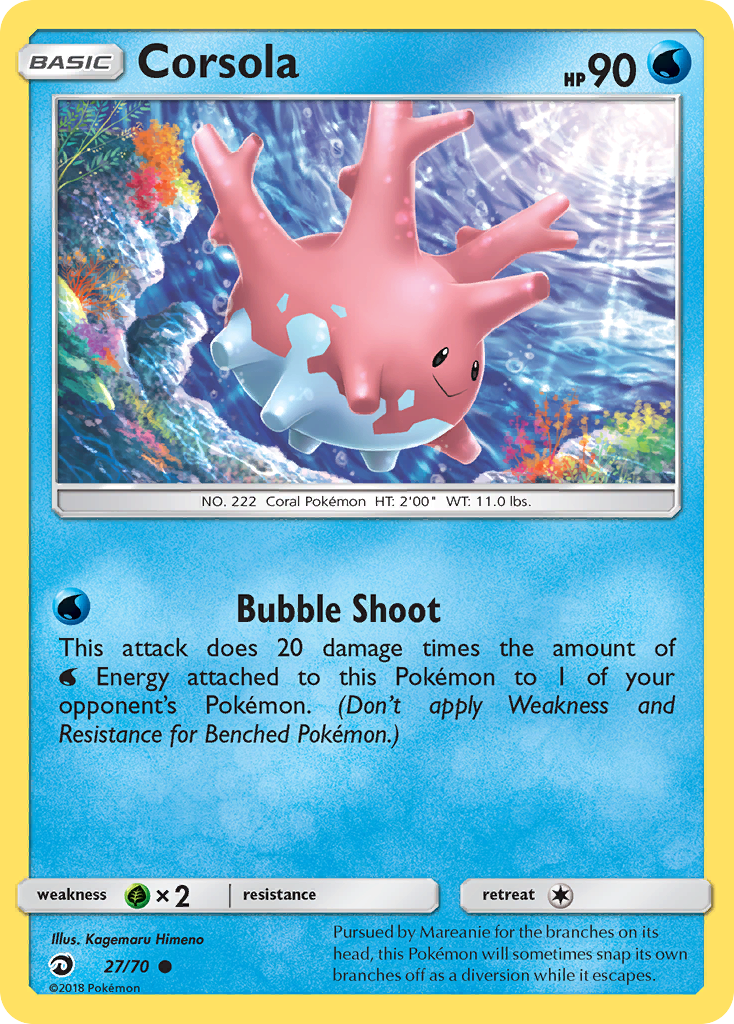 BASIC
Corsola
HP 90
NO. 222 Coral Pokémon HT: 2'00" WT: 11.0 lbs.
Bubble Shoot
This attack does 20 damage times the amount of
Energy attached to this Pokémon to 1 of your
opponent's Pokémon. (Don't apply Weakness and
Resistance for Benched Pokémon.)
weakness ×2 resistance retreat
Illus. Kagemaru Himeno
27/70
©2018 Pokémon
Pursued by Mareanie for the branches on its
head, this Pokémon will sometimes snap its own
branches off as a diversion while it escapes.